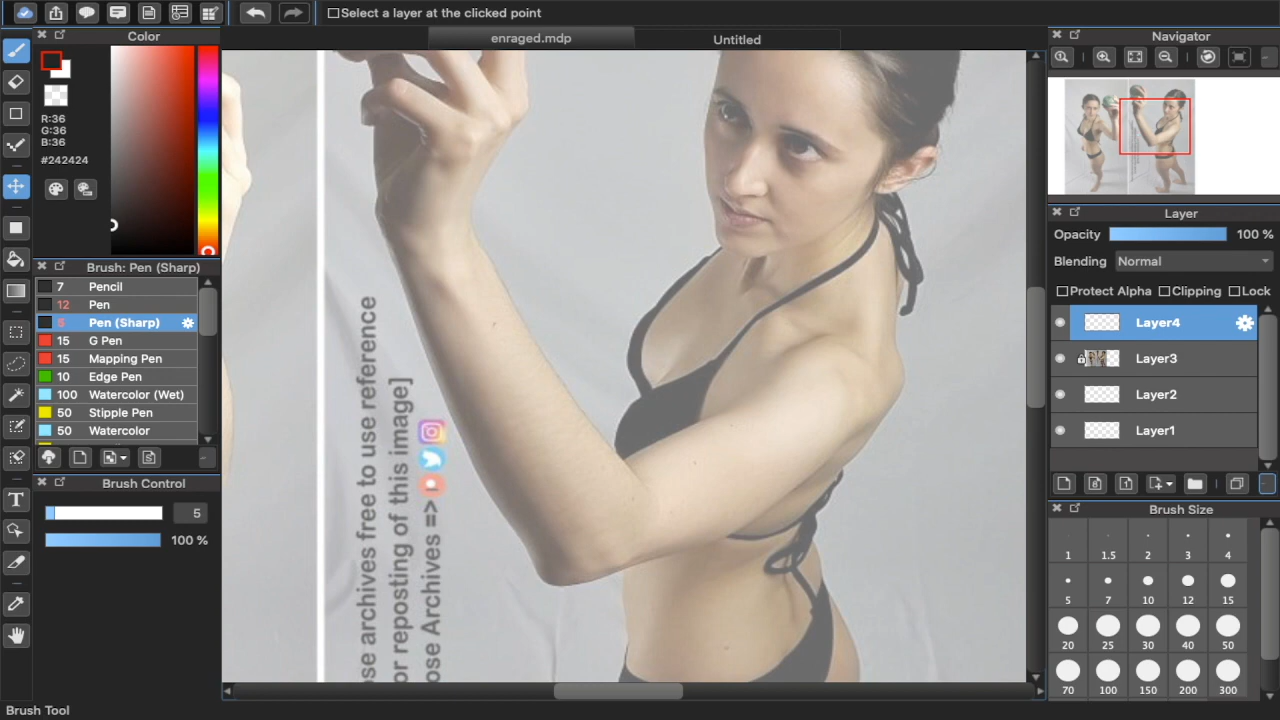 Select a layer at the clicked point
enraged.mdp
Untitled
Color
R:36
G:36
B:36
#242424
Brush: Pen (Sharp)
7 Pencil
12 Pen
5 Pen (Sharp)
15 G Pen
15 Mapping Pen
10 Edge Pen
100 Watercolor (Wet)
50 Stipple Pen
50 Watercolor
Brush Control
5
100 %
Brush Tool
ose archives free to use reference
or reposting of this image]
ose Archives =>
Navigator
Layer
Opacity 100 %
Blending Normal
Protect Alpha Clipping Lock
Layer4
Layer3
Layer2
Layer1
Brush Size
1 1.5 2 3 4
5 7 10 12 15
20 25 30 40 50
70 100 150 200 300